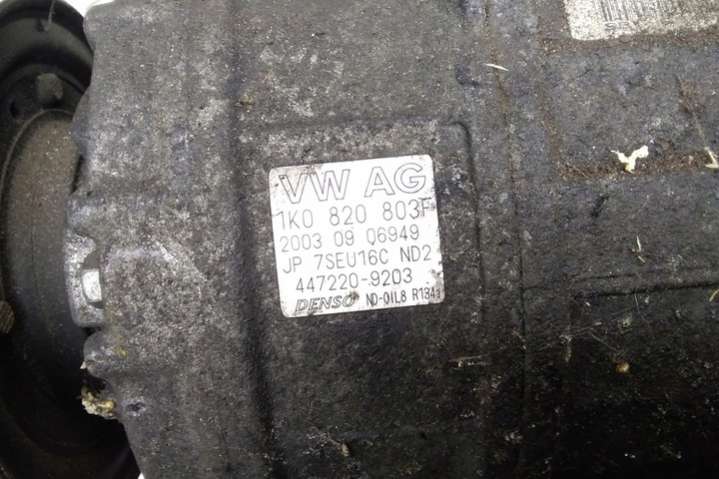 VW AG
1K0 820 803F
2003 09 06949
JP 7SEU16C ND2
447220-9203
DENSO ND-OIL8 R134a